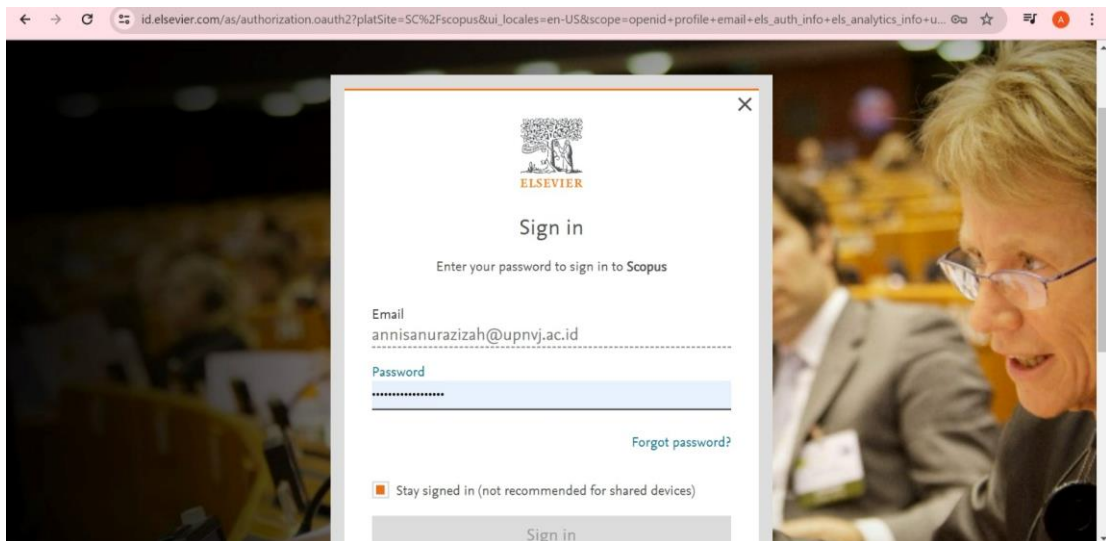 id.elsevier.com/as/authorization.oauth2?platSite=SC%2Fscopus&ui_locales=en-US&scope=openid+profile+email+els_auth_info+els_analytics_info+u...
A
ELSEVIER
Sign in
Enter your password to sign in to Scopus
Email
annisanurazizah@upnvj.ac.id
Password
••••••••••••••••••
Forgot password?
Stay signed in (not recommended for shared devices)
Sign in